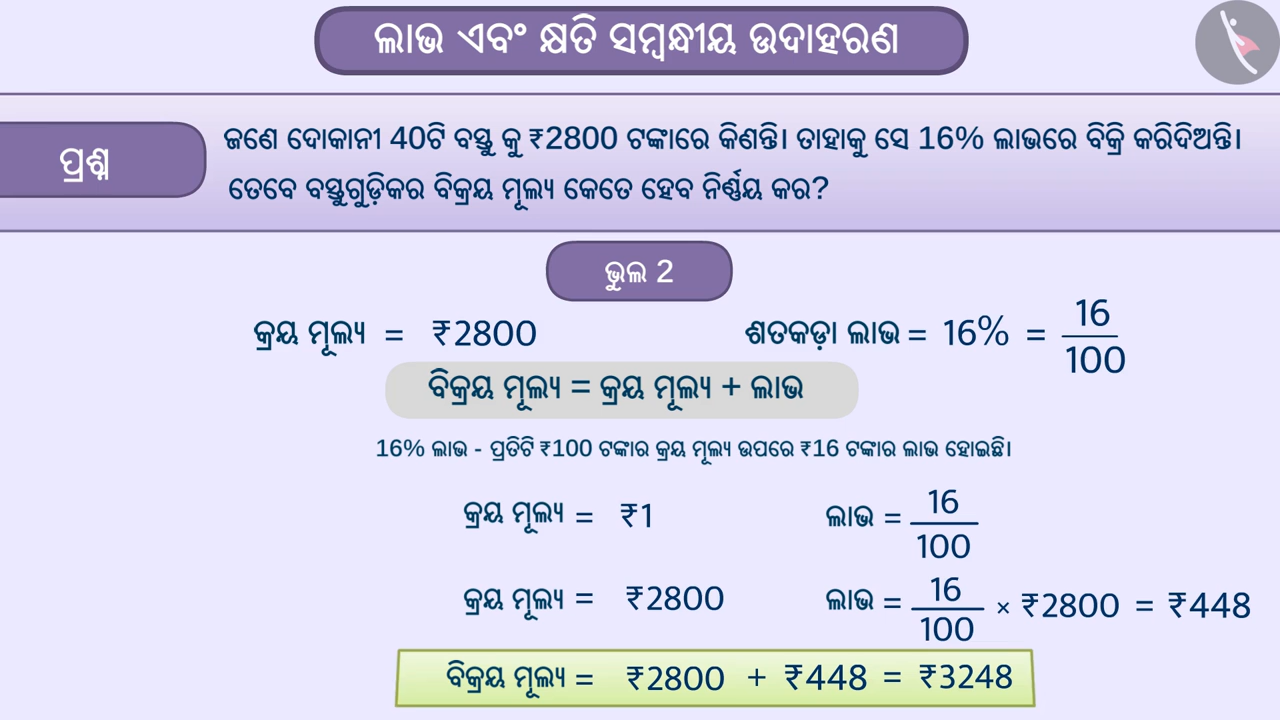 ଲାଭ ଏବଂ କ୍ଷତି ସମ୍ବନ୍ଧୀୟ ଉଦାହରଣ
ପ୍ରଶ୍ନ
ଜଣେ ଦୋକାନୀ 40ଟି ବସ୍ତୁ କୁ ₹2800 ଟଙ୍କାରେ କିଣନ୍ତି। ତାହାକୁ ସେ 16% ଲାଭରେ ବିକ୍ରି କରିଦିଅନ୍ତି।
ତେବେ ବସ୍ତୁଗୁଡ଼ିକର ବିକ୍ରୟ ମୂଲ୍ୟ କେତେ ହେବ ନିର୍ଣ୍ଣୟ କର?
ଭୁଲ 2
କ୍ରୟ ମୂଲ୍ୟ = ₹2800 ଶତକଡ଼ା ଲାଭ = 16% = 16/100
ବିକ୍ରୟ ମୂଲ୍ୟ = କ୍ରୟ ମୂଲ୍ୟ + ଲାଭ
16% ଲାଭ - ପ୍ରତିଟି ₹100 ଟଙ୍କାର କ୍ରୟ ମୂଲ୍ୟ ଉପରେ ₹16 ଟଙ୍କାର ଲାଭ ହୋଇଛି।
କ୍ରୟ ମୂଲ୍ୟ = ₹1 ଲାଭ = 16/100
କ୍ରୟ ମୂଲ୍ୟ = ₹2800 ଲାଭ = 16/100 × ₹2800 = ₹448
ବିକ୍ରୟ ମୂଲ୍ୟ = ₹2800 + ₹448 = ₹3248